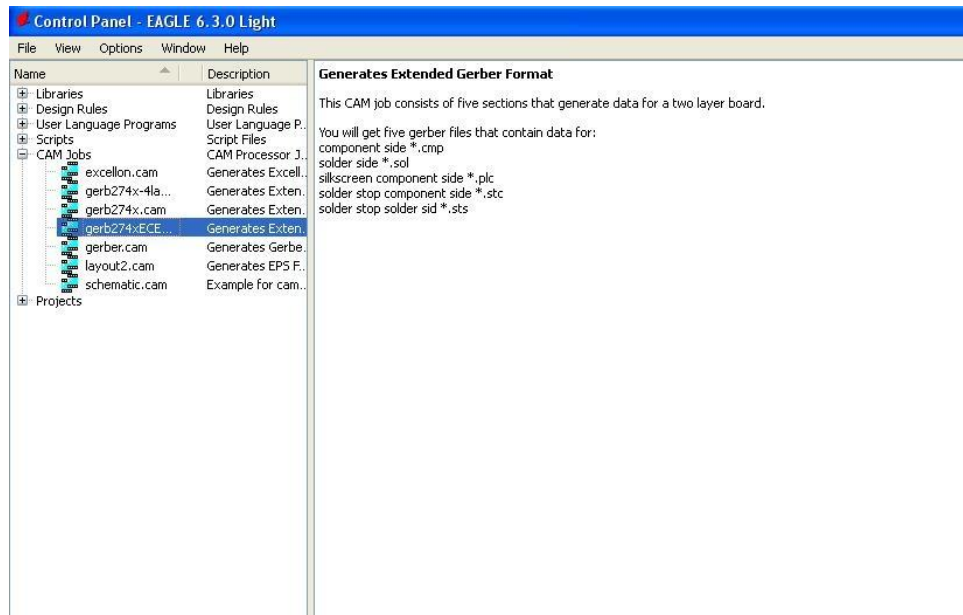 Control Panel - EAGLE 6.3.0 Light
File View Options Window Help
Name Description
Libraries Libraries
Design Rules Design Rules
User Language Programs User Language P..
Scripts Script Files
CAM Jobs CAM Processor J..
excellon.cam Generates Excell..
gerb274x-4la... Generates Exten..
gerb274x.cam Generates Exten..
gerb274xECE... Generates Exten..
gerber.cam Generates Gerbe..
layout2.cam Generates EPS F..
schematic.cam Example for cam..
Projects
Generates Extended Gerber Format
This CAM job consists of five sections that generate data for a two layer board.
You will get five gerber files that contain data for:
component side *.cmp
solder side *.sol
silkscreen component side *.plc
solder stop component side *.stc
solder stop solder sid *.sts